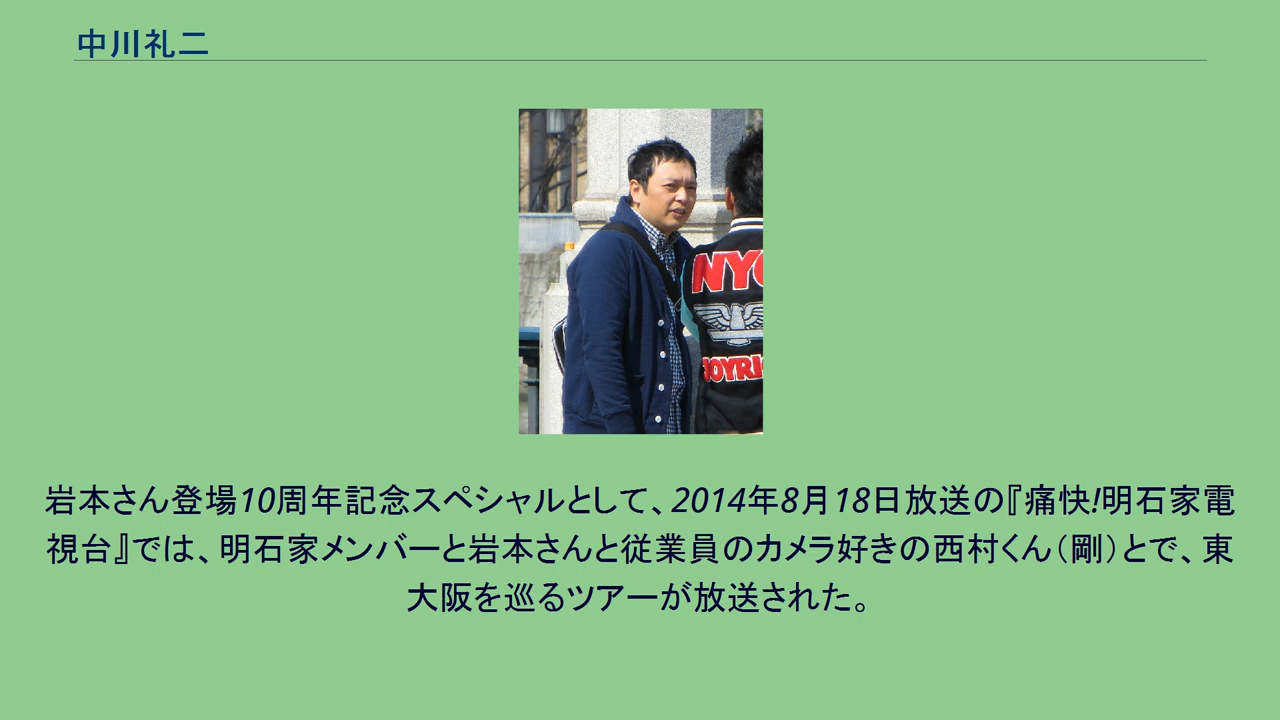 中川礼二
NYC
JOYRI
岩本さん登場10周年記念スペシャルとして、2014年8月18日放送の『痛快!明石家電
視台』では、明石家メンバーと岩本さんと従業員のカメラ好きの西村くん（剛）とで、東
大阪を巡るツアーが放送された。